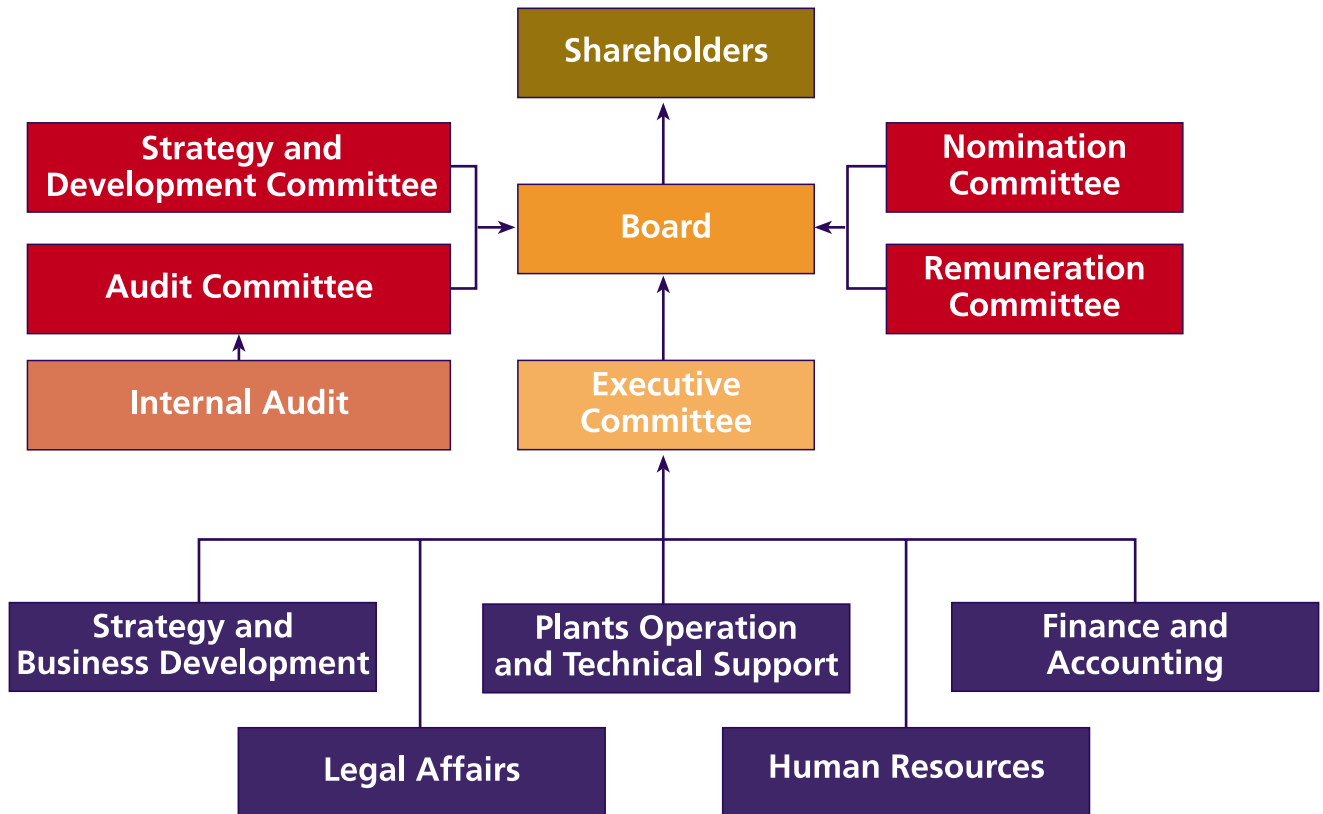 Shareholders
Strategy and
Development Committee
Nomination
Committee
Board
Audit Committee
Remuneration
Committee
Internal Audit
Executive
Committee
Strategy and
Business Development
Plants Operation
and Technical Support
Finance and
Accounting
Legal Affairs
Human Resources